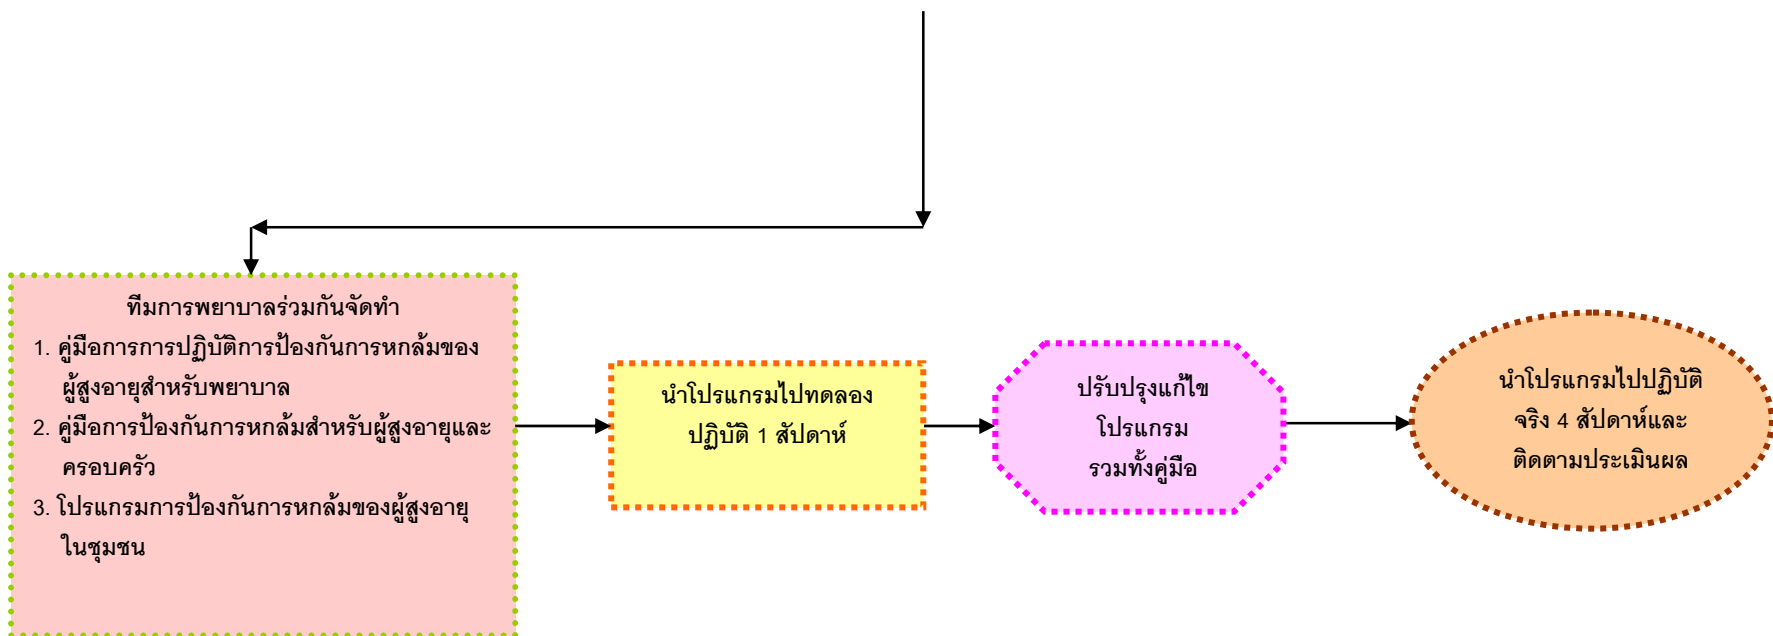 ทีมการพยาบาลร่วมกันจัดทำ
1. คู่มือการการปฏิบัติการป้องกันการหกล้มของ
ผู้สูงอายุสำหรับพยาบาล
2. คู่มือการป้องกันการหกล้มสำหรับผู้สูงอายุและ
ครอบครัว
3. โปรแกรมการป้องกันการหกล้มของผู้สูงอายุ
ในชุมชน
นำโปรแกรมไปทดลอง
ปฏิบัติ 1 สัปดาห์
ปรับปรุงแก้ไข
โปรแกรม
รวมทั้งคู่มือ
นำโปรแกรมไปปฏิบัติ
จริง 4 สัปดาห์และ
ติดตามประเมินผล